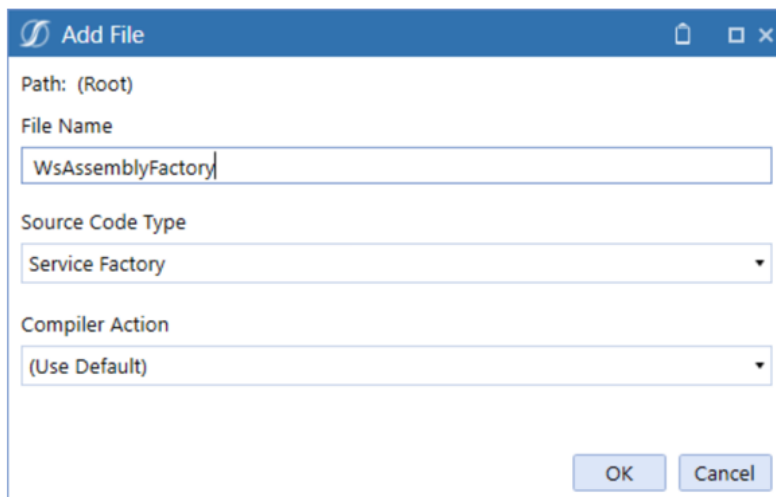 Add File
Path: (Root)
File Name
WsAssemblyFactory
Source Code Type
Service Factory
Compiler Action
(Use Default)
OK Cancel